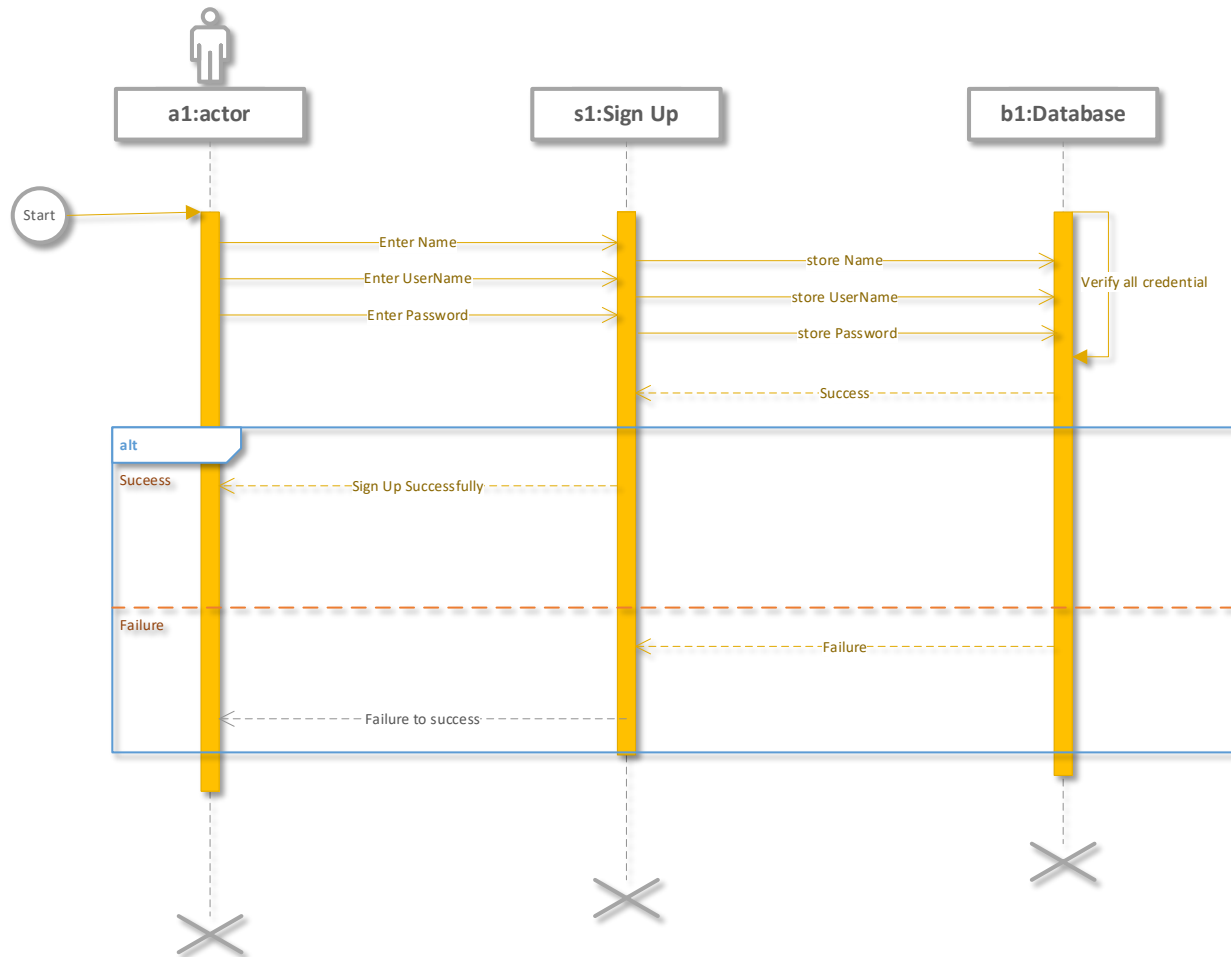 a1:actor
s1:Sign Up
b1:Database
Start
Enter Name
store Name
Enter UserName
Verify all credential
store UserName
Enter Password
store Password
Success
alt
Suceess
Sign Up Successfully
Failure
Failure
Failure to success